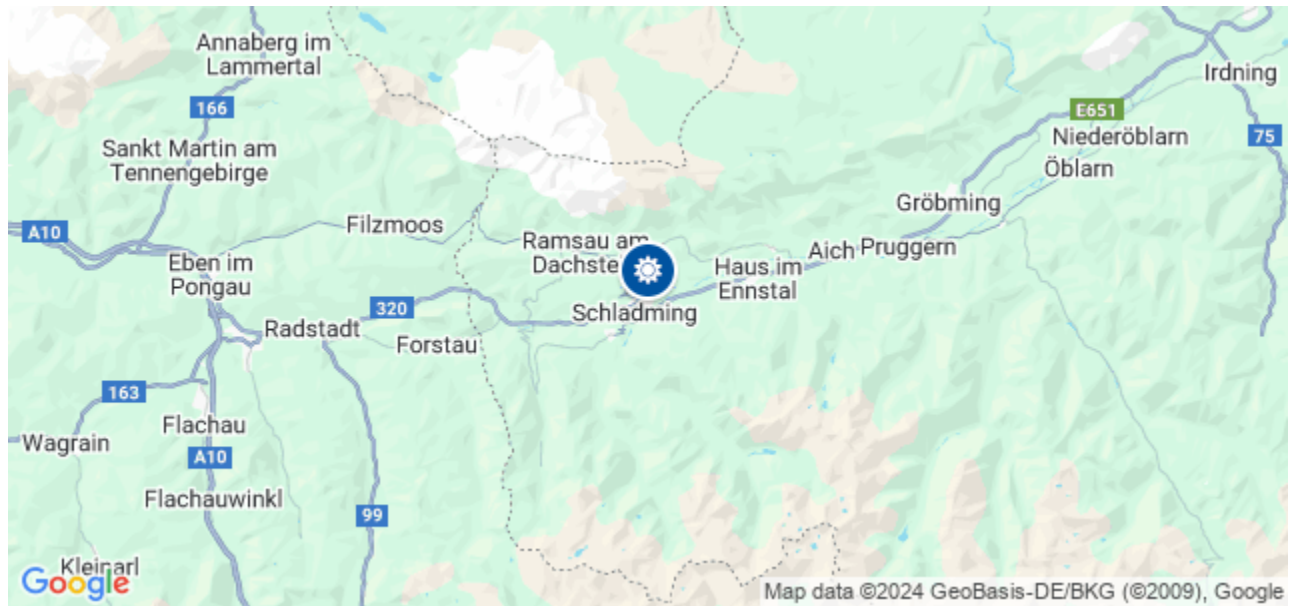 Annaberg im
Lammertal
Irdning
166
E651
75
Niederöblarn
Sankt Martin am
Tennengebirge
Öblarn
Gröbming
A10
Filzmoos
Ramsau am
Dachste
Aich
Pruggern
Eben im
Pongau
Haus im
Ennstal
320
Schladming
Radstadt
Forstau
163
Flachau
Wagrain
A10
Flachauwinkl
99
Kleinarl
Google
Map data ©2024 GeoBasis-DE/BKG (©2009), Google